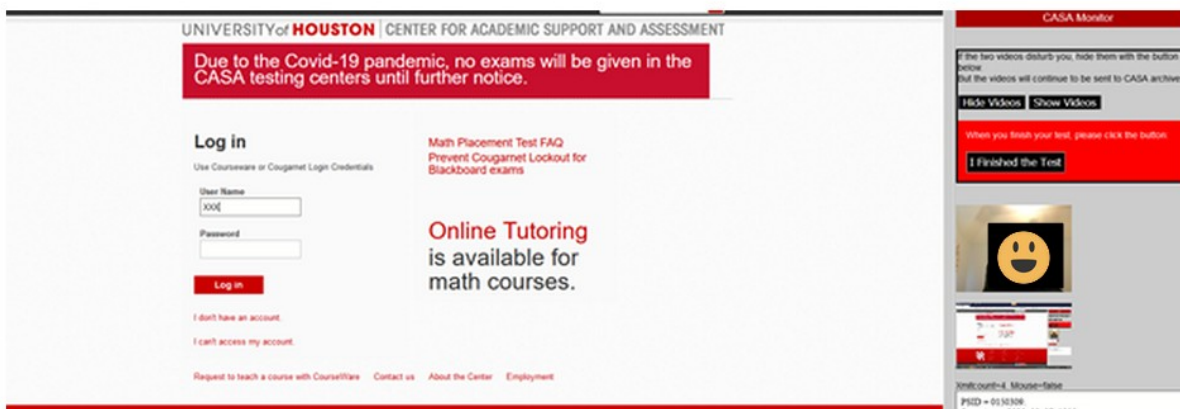 UNIVERSITY of HOUSTON CENTER FOR ACADEMIC SUPPORT AND ASSESSMENT
Due to the Covid-19 pandemic, no exams will be given in the
CASA testing centers until further notice.
Log in
Use Courseware or Cougarnet Login Credentials
User Name
XXX
Password
Log in
I don't have an account.
I can't access my account.
Math Placement Test FAQ
Prevent Cougarnet Lockout for
Blackboard exams
Online Tutoring
is available for
math courses.
Request to teach a course with CourseWare Contact us About the Center Employment
CASA Monitor
If the two videos disturb you, hide them with the button
below.
But the videos will continue to be sent to CASA archive
Hide Videos Show Videos
When you finish your test, please click the button:
I Finished the Test
Xmitcount=4. Mouse=false
PSID = 0150309.